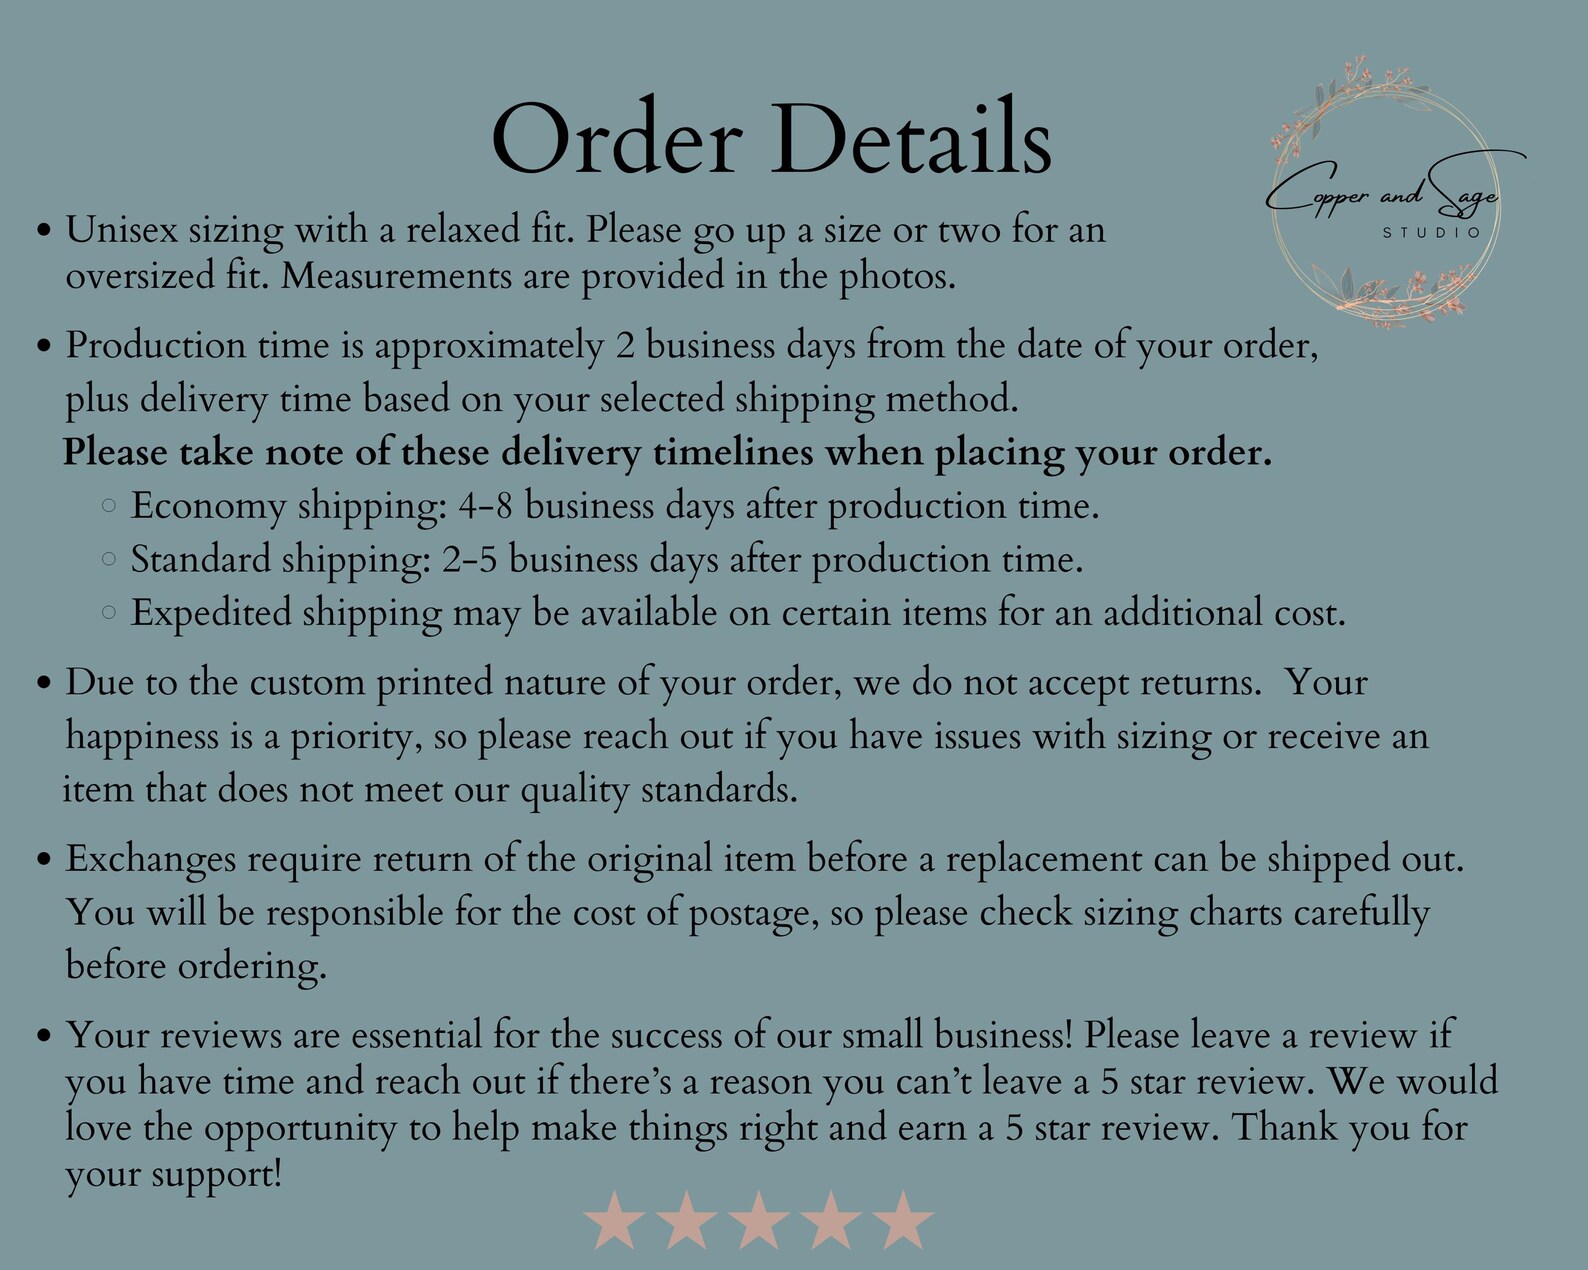 Order Details
Copper and Sage
STUDIO
• Unisex sizing with a relaxed fit. Please go up a size or two for an
oversized fit. Measurements are provided in the photos.
• Production time is approximately 2 business days from the date of your order,
plus delivery time based on your selected shipping method.
Please take note of these delivery timelines when placing your order.
◦ Economy shipping: 4-8 business days after production time.
◦ Standard shipping: 2-5 business days after production time.
◦ Expedited shipping may be available on certain items for an additional cost.
• Due to the custom printed nature of your order, we do not accept returns.  Your
happiness is a priority, so please reach out if you have issues with sizing or receive an
item that does not meet our quality standards.
• Exchanges require return of the original item before a replacement can be shipped out.
You will be responsible for the cost of postage, so please check sizing charts carefully
before ordering.
• Your reviews are essential for the success of our small business! Please leave a review if
you have time and reach out if there’s a reason you can’t leave a 5 star review. We would
love the opportunity to help make things right and earn a 5 star review. Thank you for
your support!